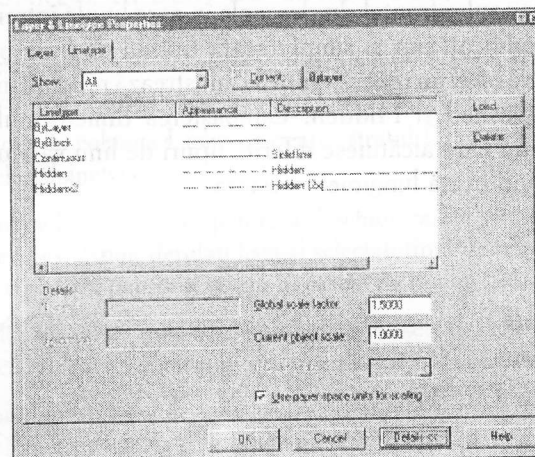 Layer & Linetype Properties
Layer Linetype
Show: All Current Bylayer
Linetype Appearance Description
ByLayer
ByBlock
Continuous Solid line
Hidden Hidden
Hiddenx2 Hidden (2x)
Load
Delete
Details
Global scale factor 1.5000
Current object scale 1.0000
Use paper space units for scaling
OK Cancel Details << Help